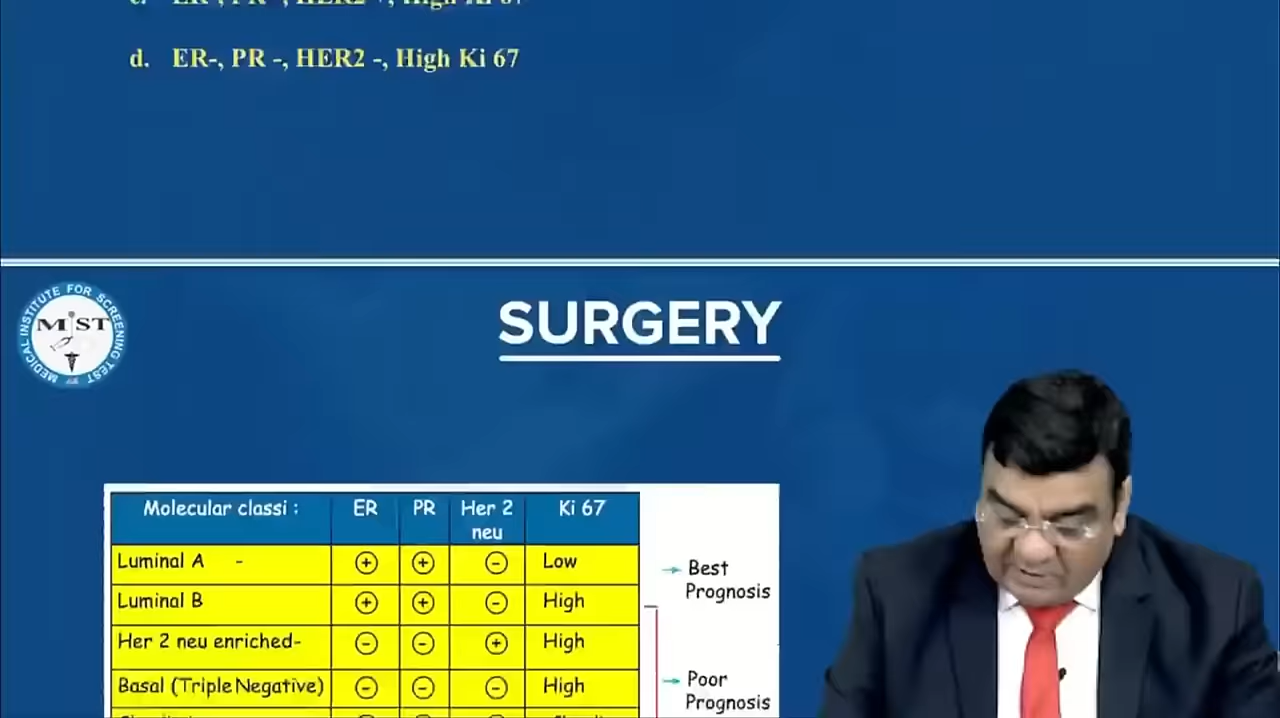 d. ER-, PR -, HER2 -, High Ki 67
MEDICAL INSTITUTE FOR SCREENING TEST
MIST
SURGERY
Molecular classi : ER PR Her 2 neu Ki 67
Luminal A - + + - Low
Best Prognosis
Luminal B + + - High
Her 2 neu enriched- - - + High
Basal (Triple Negative) - - - High
Poor Prognosis